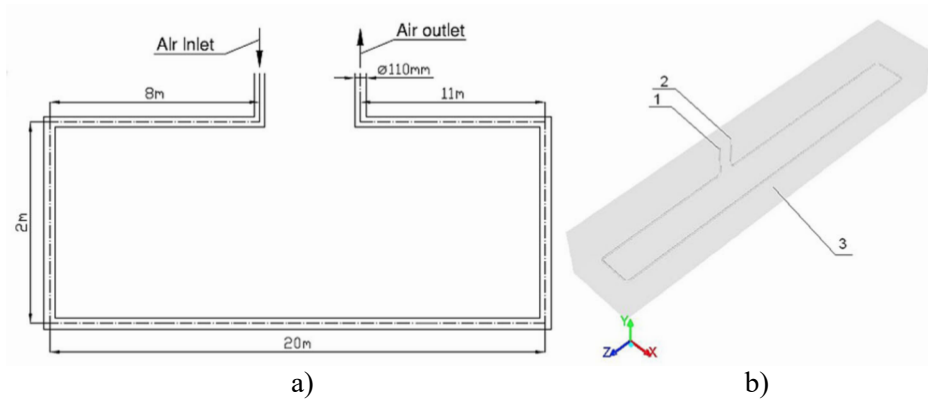 Air Inlet
Air outlet
ø110mm
8m
11m
2m
20m
a)
1
2
3
Y
Z
X
b)